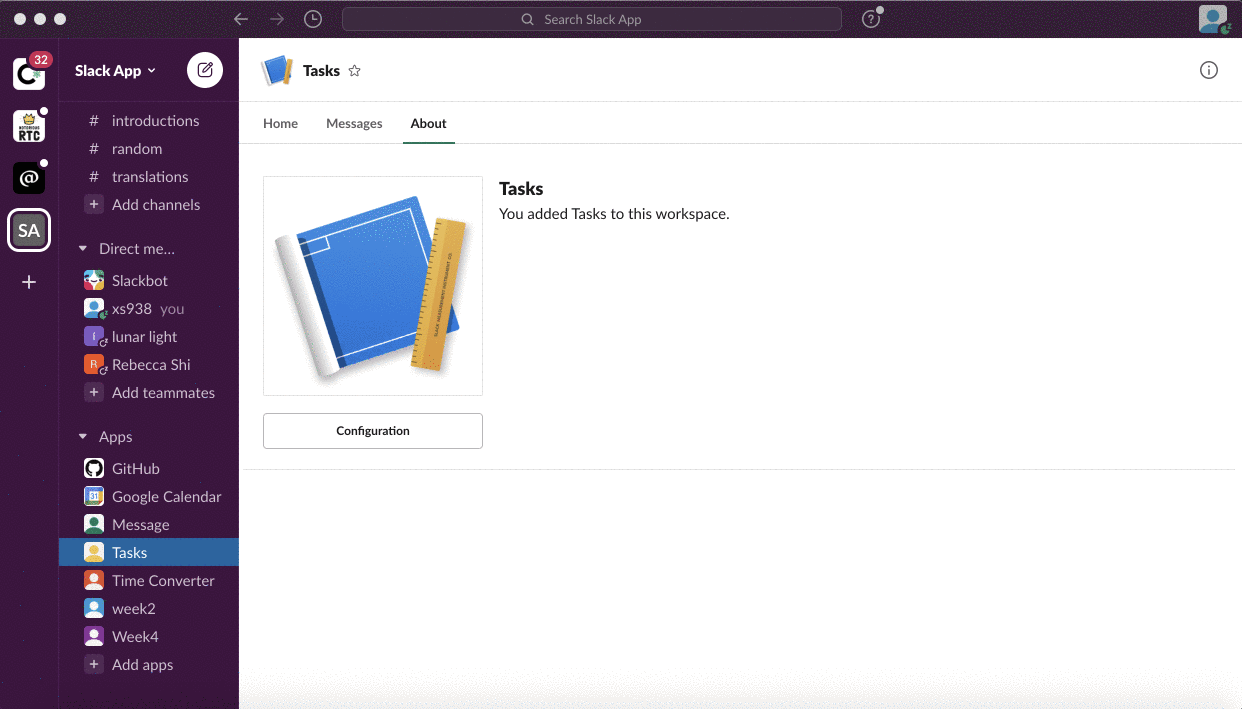 Search Slack App
32
Slack App
NOTORIOUS
RTC
@
SA
# introductions
# random
# translations
+ Add channels
Direct me...
Slackbot
xs938 you
l lunar light
R Rebecca Shi
+ Add teammates
Apps
GitHub
31 Google Calendar
Message
Tasks
Time Converter
week2
Week4
+ Add apps
Tasks
Home Messages About
Tasks
You added Tasks to this workspace.
Configuration